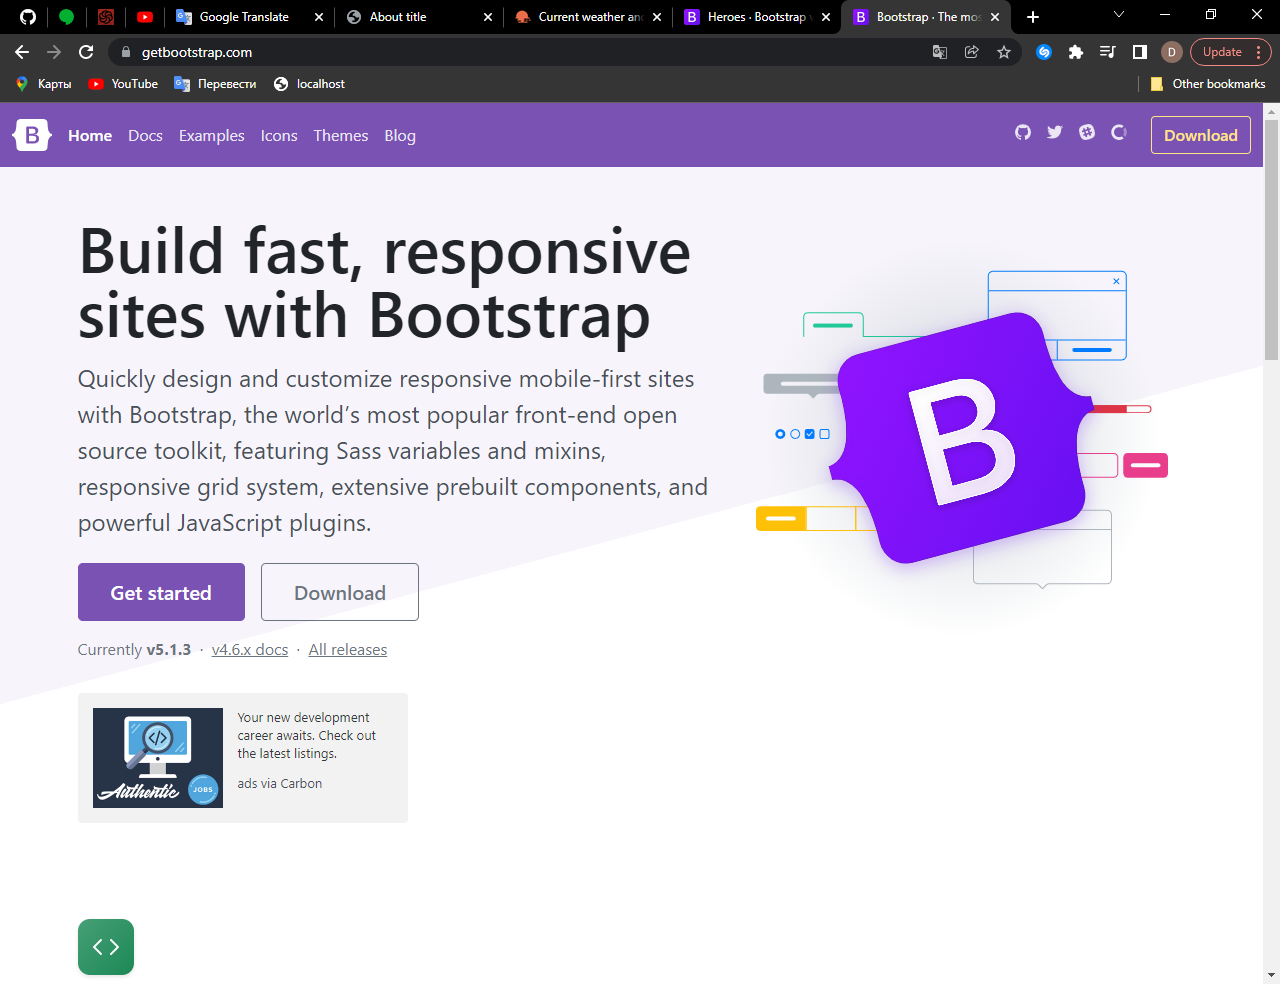 Google Translate
About title
Current weather an
Heroes · Bootstrap v
Bootstrap · The mos
getbootstrap.com
D
Update
Карты
YouTube
Перевести
localhost
Other bookmarks
B
Home
Docs
Examples
Icons
Themes
Blog
Download
Build fast, responsive
sites with Bootstrap
Quickly design and customize responsive mobile-first sites
with Bootstrap, the world’s most popular front-end open
source toolkit, featuring Sass variables and mixins,
responsive grid system, extensive prebuilt components, and
powerful JavaScript plugins.
B
Get started
Download
Currently v5.1.3 · v4.6.x docs · All releases
Authentic
JOBS
Your new development
career awaits. Check out
the latest listings.
ads via Carbon